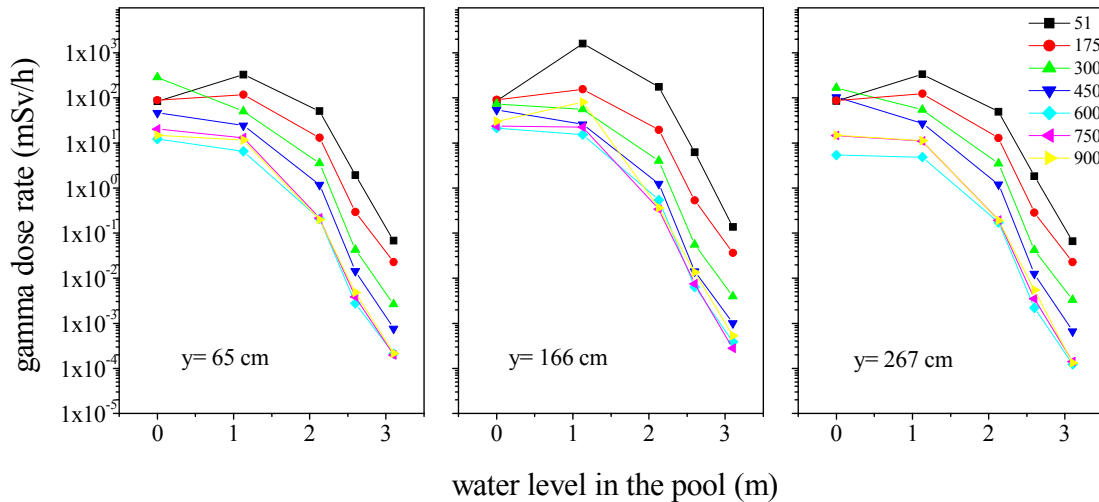 gamma dose rate (mSv/h)
1x10³
1x10²
1x10¹
1x10⁰
1x10⁻¹
1x10⁻²
1x10⁻³
1x10⁻⁴
1x10⁻⁵
y= 65 cm
0 1 2 3
y= 166 cm
0 1 2 3
51
175
300
450
600
750
900
y= 267 cm
0 1 2 3
water level in the pool (m)